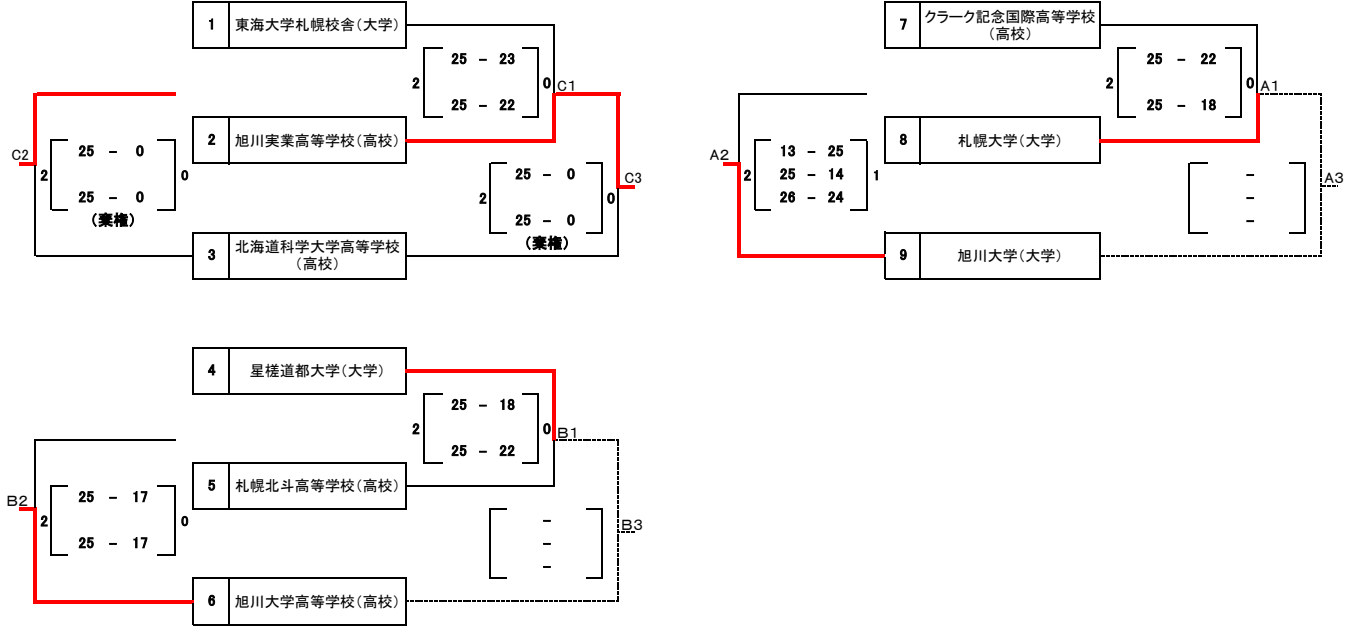 1 東海大学札幌校舎(大学)
25 － 23
2 0 C1
25 － 22
C2
2 旭川実業高等学校(高校)
25 － 0
2 0
25 － 0
(棄権)
25 － 0
2 0 C3
25 － 0
(棄権)
3 北海道科学大学高等学校
(高校)
7 クラーク記念国際高等学校
(高校)
25 － 22
2 0 A1
25 － 18
8 札幌大学(大学)
A2
13 － 25
2 25 － 14 1
26 － 24
－
－ A3
－
9 旭川大学(大学)
4 星槎道都大学(大学)
25 － 18
2 0 B1
25 － 22
5 札幌北斗高等学校(高校)
B2
25 － 17
2 0
25 － 17
－
－ B3
－
6 旭川大学高等学校(高校)